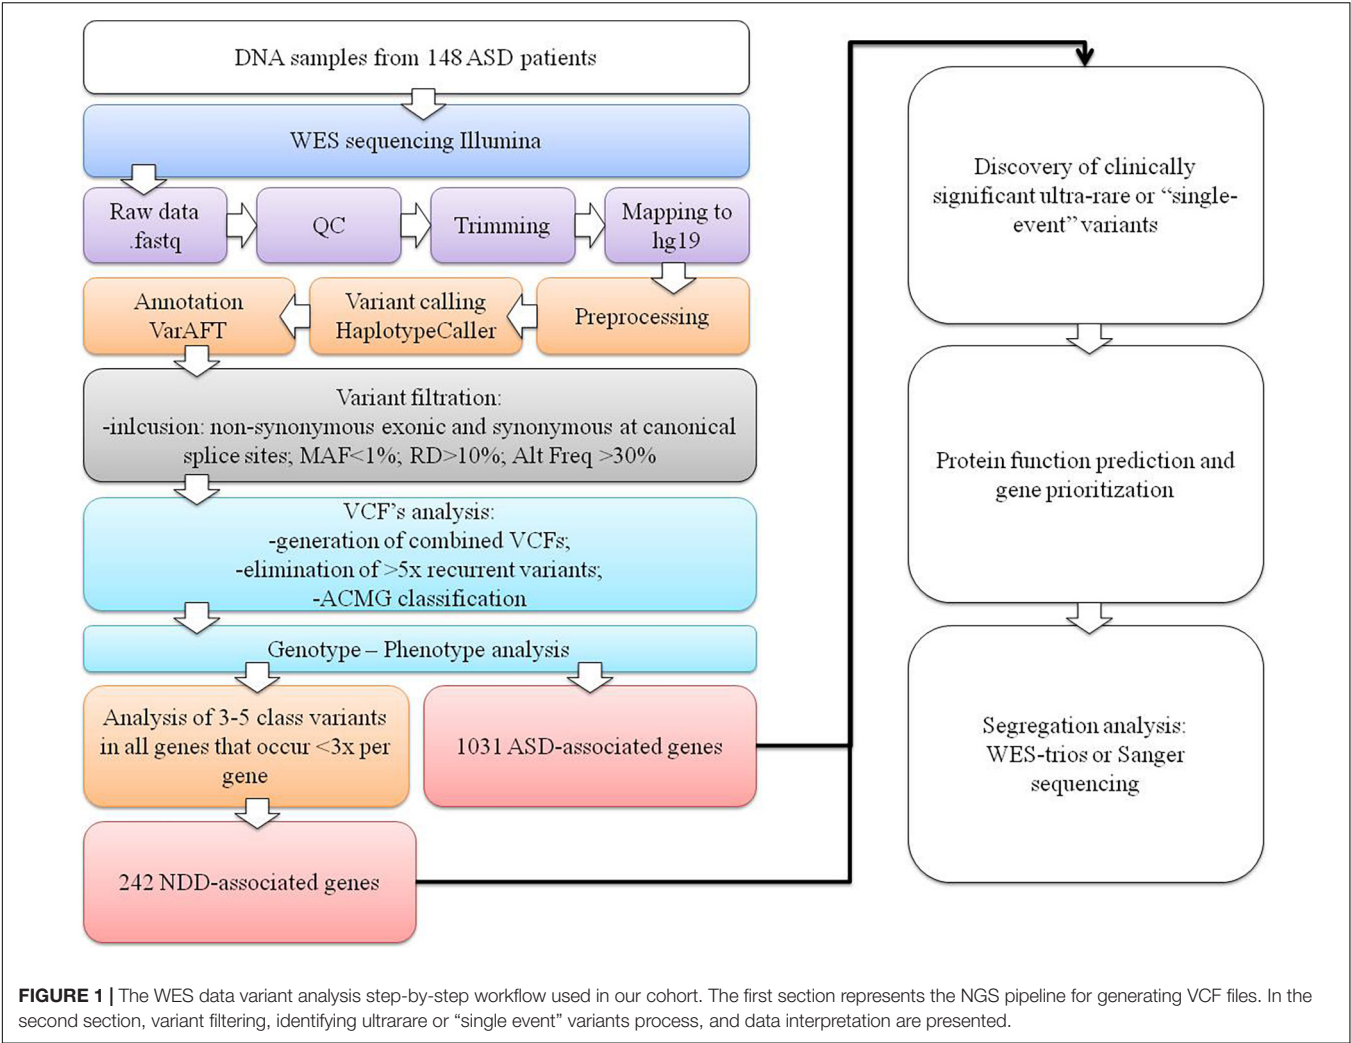 DNA samples from 148 ASD patients
WES sequencing Illumina
Raw data
.fastq
QC
Trimming
Mapping to
hg19
Annotation
VarAFT
Variant calling
HaplotypeCaller
Preprocessing
Variant filtration:
-inlcusion: non-synonymous exonic and synonymous at canonical
splice sites; MAF<1%; RD>10%; Alt Freq >30%
VCF's analysis:
-generation of combined VCFs;
-elimination of >5x recurrent variants;
-ACMG classification
Genotype – Phenotype analysis
Analysis of 3-5 class variants
in all genes that occur <3x per
gene
1031 ASD-associated genes
242 NDD-associated genes
Discovery of clinically
significant ultra-rare or “single-
event” variants
Protein function prediction and
gene prioritization
Segregation analysis:
WES-trios or Sanger
sequencing
FIGURE 1 | The WES data variant analysis step-by-step workflow used in our cohort. The first section represents the NGS pipeline for generating VCF files. In the
second section, variant filtering, identifying ultrarare or “single event” variants process, and data interpretation are presented.